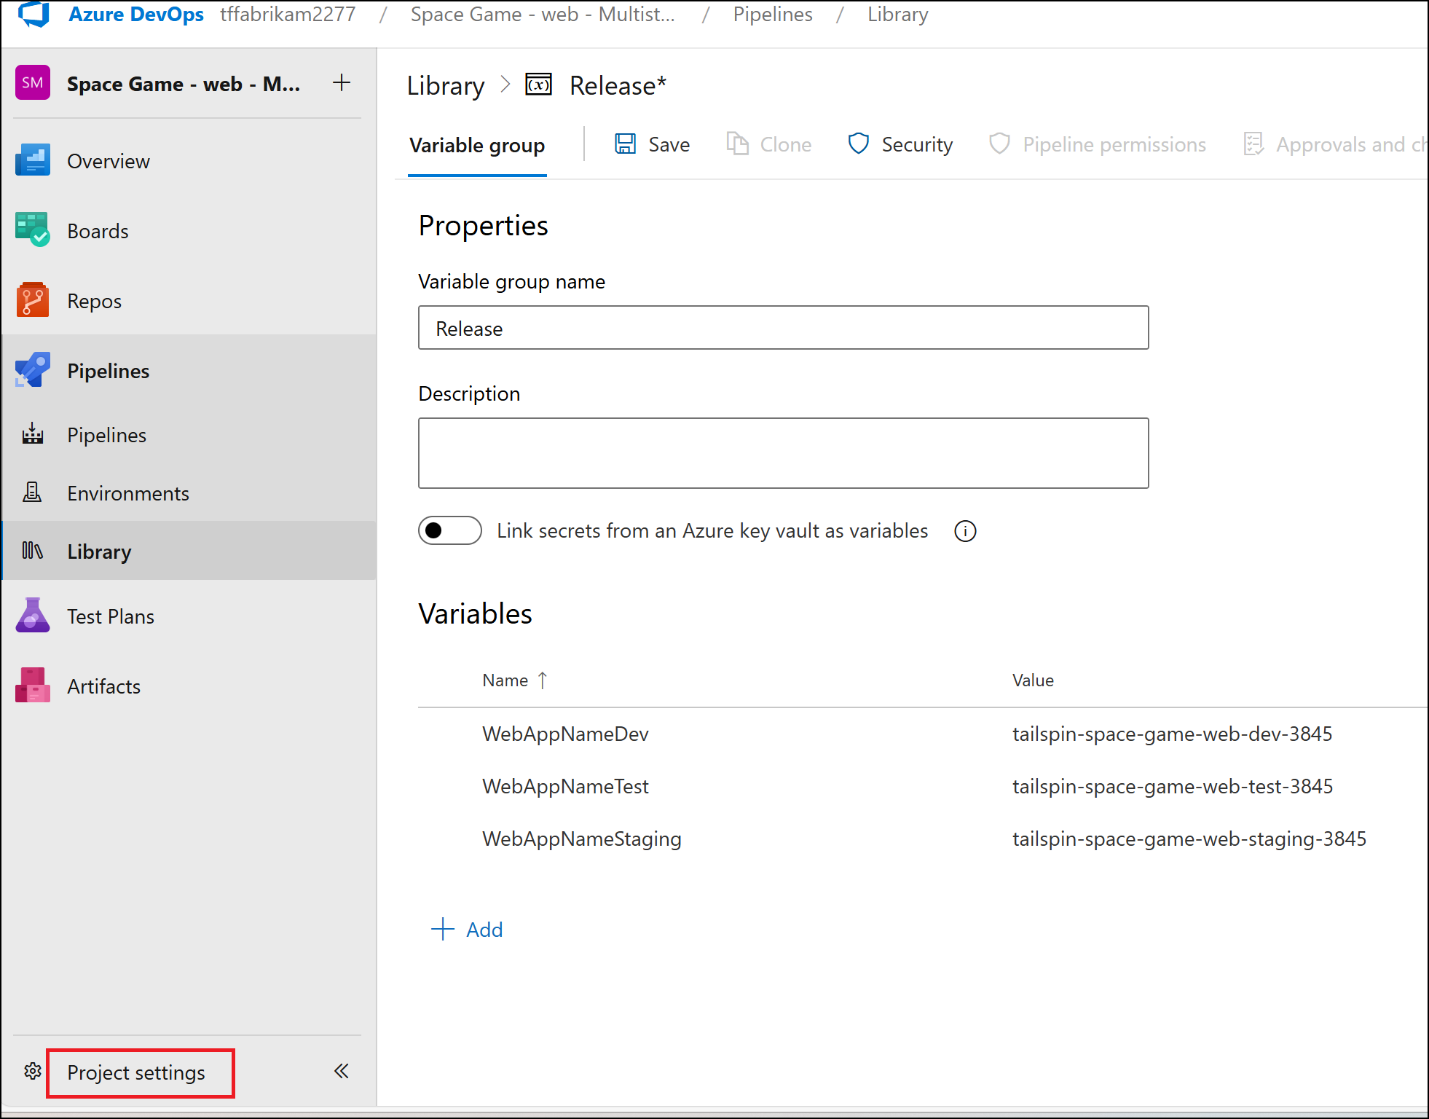 Azure DevOps tffabrikam2277 / Space Game - web - Multist... / Pipelines / Library
SM Space Game - web - M... +
Overview
Boards
Repos
Pipelines
Pipelines
Environments
Library
Test Plans
Artifacts
Project settings
Library > (x) Release*
Variable group Save Clone Security Pipeline permissions Approvals and ch
Properties
Variable group name
Release
Description
Link secrets from an Azure key vault as variables
Variables
Name ↑ Value
WebAppNameDev tailspin-space-game-web-dev-3845
WebAppNameTest tailspin-space-game-web-test-3845
WebAppNameStaging tailspin-space-game-web-staging-3845
+ Add